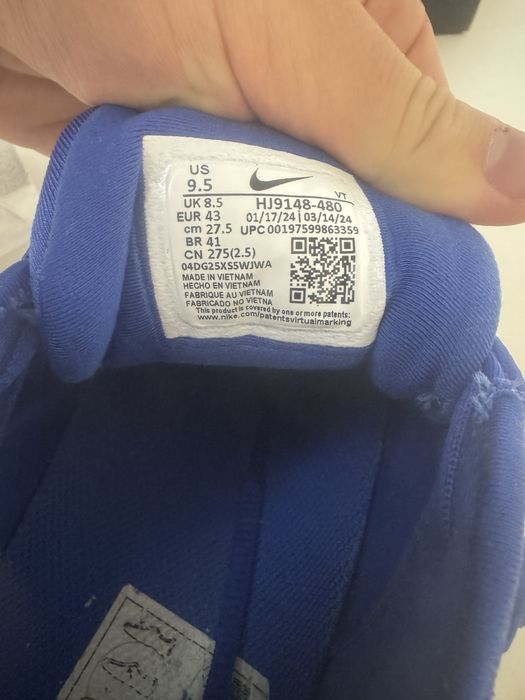 US
9.5
VT
UK 8.5 HJ9148-480
EUR 43 01/17/24 | 03/14/24
cm 27.5 UPC 00197599863359
BR 41
CN 275(2.5)
04DG25XS5WJWA
MADE IN VIETNAM
HECHO EN VIETNAM
FABRIQUE AU VIETNAM
FABRICADO NO VIETNA
This product is covered by one or more patents:
www.nike.com/patentsvirtualmarking